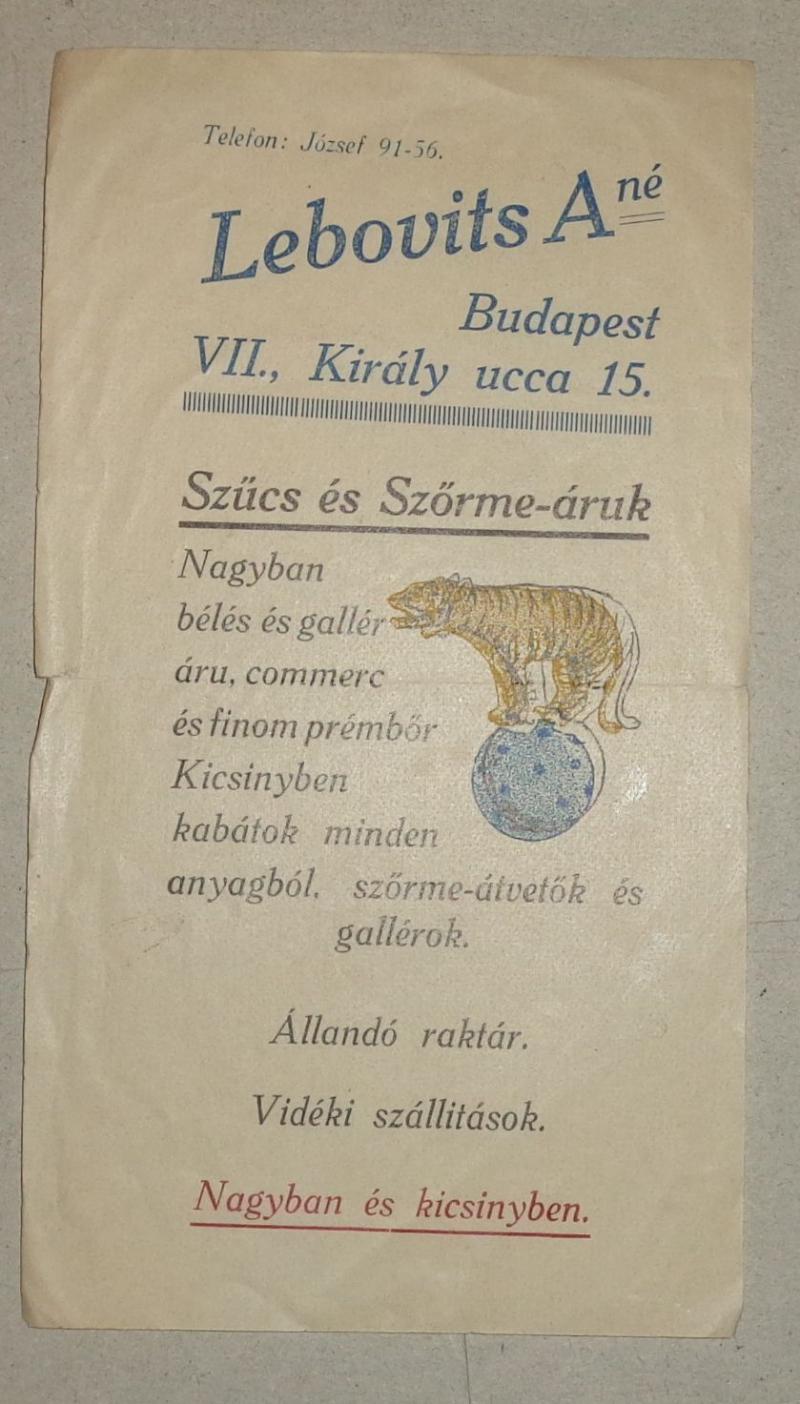 Telefon: József 91-56.
Lebovits Ané
Budapest
VII., Király ucca 15.
Szűcs és Szőrme-áruk
Nagyban
bélés és gallér
áru, commerc
és finom prémbőr
Kicsinyben
kabátok minden
anyagból, szőrme-átvetők és
gallérok.
Állandó raktár.
Vidéki szállitások.
Nagyban és kicsinyben.